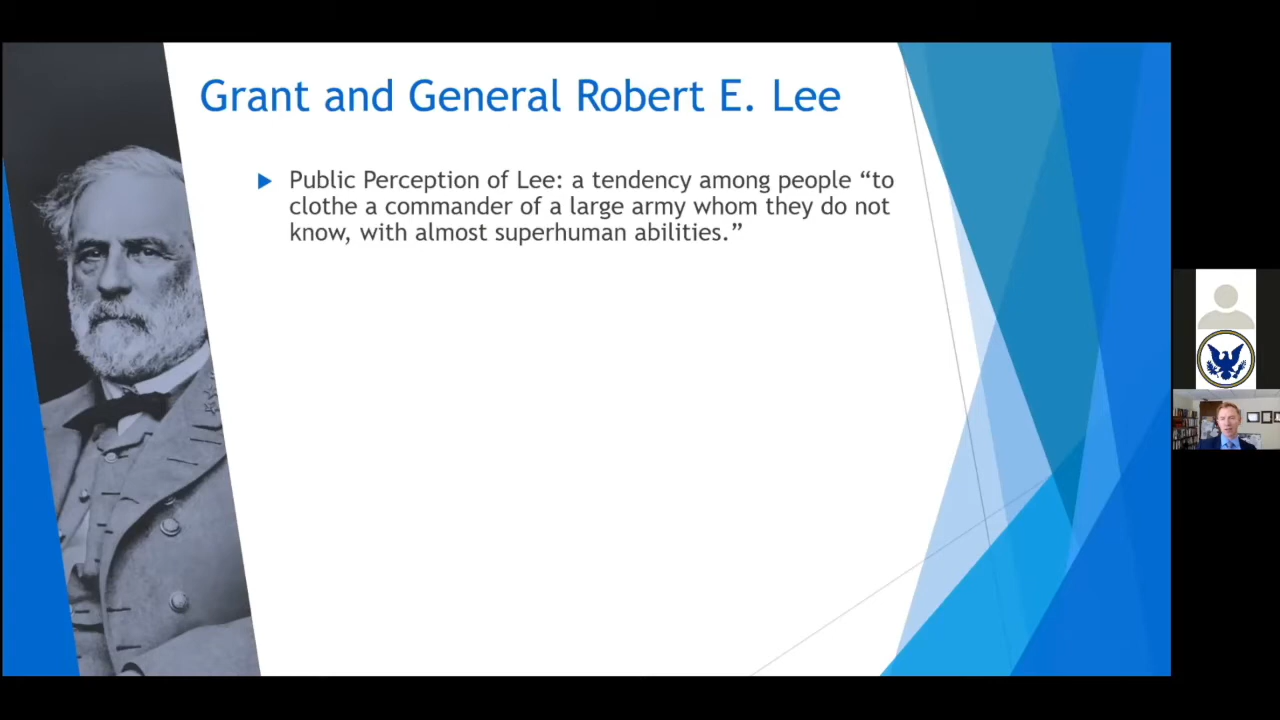 Grant and General Robert E. Lee
Public Perception of Lee: a tendency among people “to
clothe a commander of a large army whom they do not
know, with almost superhuman abilities.”